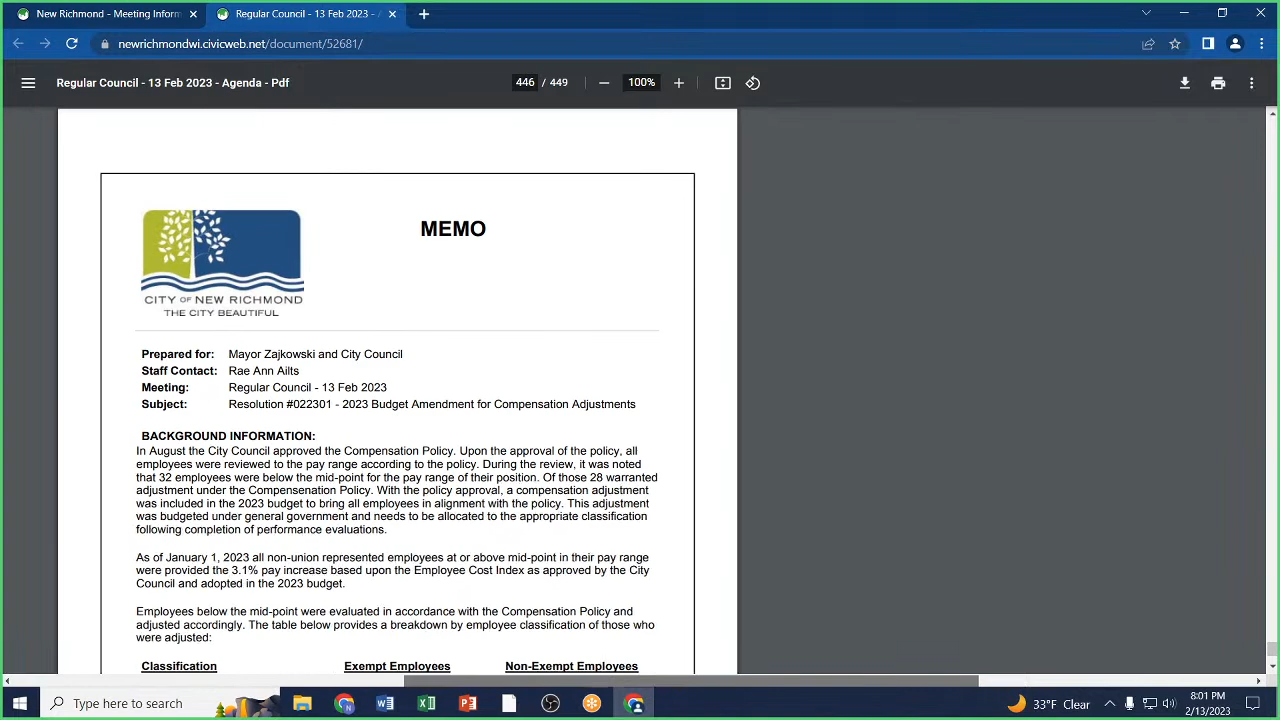 New Richmond - Meeting Inform
Regular Council - 13 Feb 2023 - A
newrichmondwi.civicweb.net/document/52681/
Regular Council - 13 Feb 2023 - Agenda - Pdf
446 / 449
100%
MEMO
CITY OF NEW RICHMOND
THE CITY BEAUTIFUL
Prepared for: Mayor Zajkowski and City Council
Staff Contact: Rae Ann Ailts
Meeting: Regular Council - 13 Feb 2023
Subject: Resolution #022301 - 2023 Budget Amendment for Compensation Adjustments
BACKGROUND INFORMATION:
In August the City Council approved the Compensation Policy. Upon the approval of the policy, all
employees were reviewed to the pay range according to the policy. During the review, it was noted
that 32 employees were below the mid-point for the pay range of their position. Of those 28 warranted
adjustment under the Compensenation Policy. With the policy approval, a compensation adjustment
was included in the 2023 budget to bring all employees in alignment with the policy. This adjustment
was budgeted under general government and needs to be allocated to the appropriate classification
following completion of performance evaluations.
As of January 1, 2023 all non-union represented employees at or above mid-point in their pay range
were provided the 3.1% pay increase based upon the Employee Cost Index as approved by the City
Council and adopted in the 2023 budget.
Employees below the mid-point were evaluated in accordance with the Compensation Policy and
adjusted accordingly. The table below provides a breakdown by employee classification of those who
were adjusted:
Classification Exempt Employees Non-Exempt Employees
Type here to search
33°F Clear
8:01 PM
2/13/2023